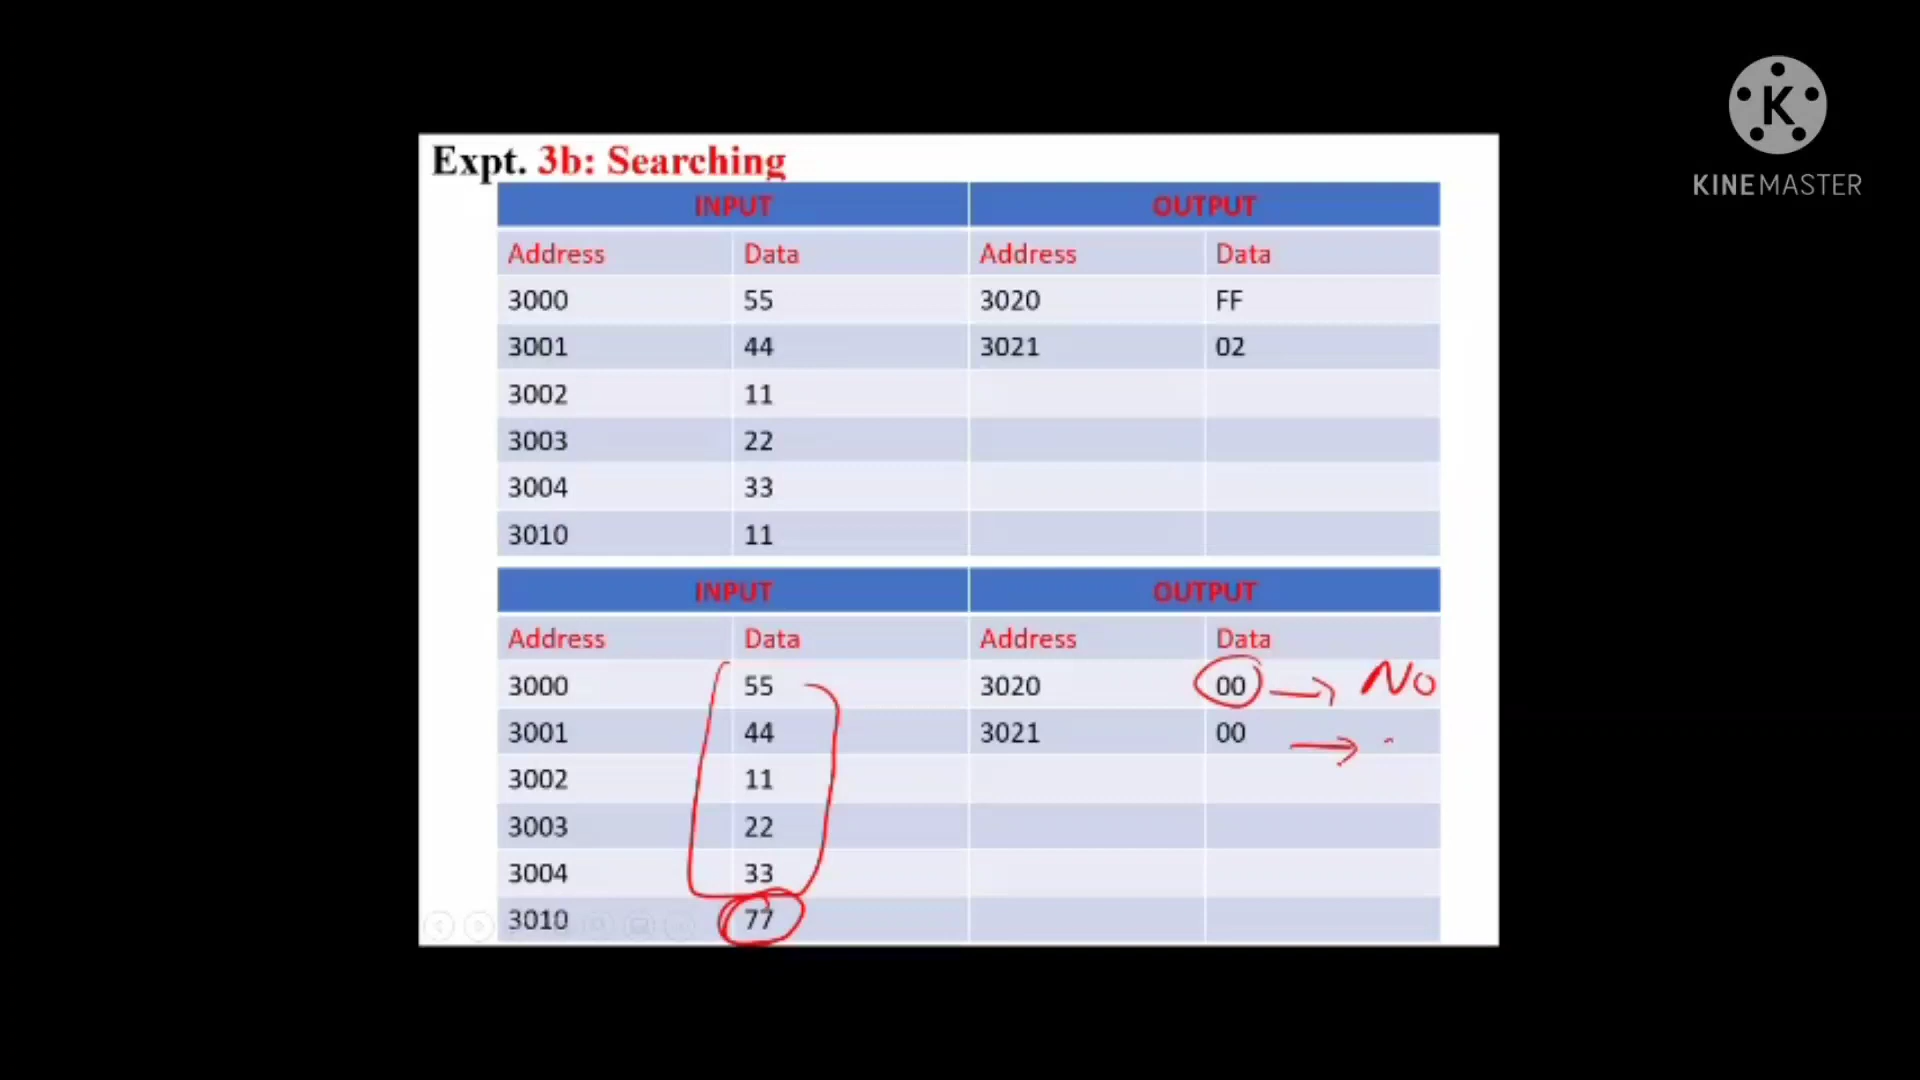 K
KINEMASTER
Expt. 3b: Searching
INPUT OUTPUT
Address Data Address Data
3000 55 3020 FF
3001 44 3021 02
3002 11
3003 22
3004 33
3010 11
INPUT OUTPUT
Address Data Address Data
3000 55 3020 00 → No
3001 44 3021 00 →
3002 11
3003 22
3004 33
3010 77